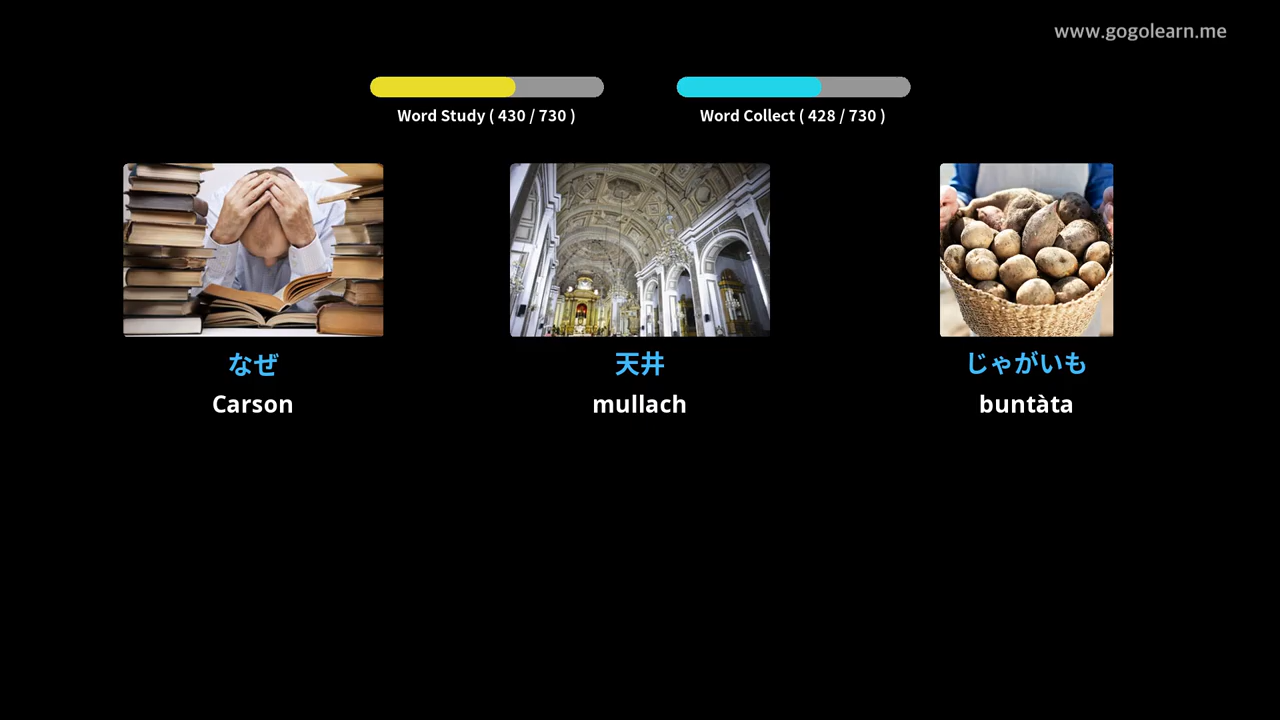 www.gogolearn.me
Word Study ( 430 / 730 )
Word Collect ( 428 / 730 )
なぜ
天井
じゃがいも
Carson
mullach
buntàta